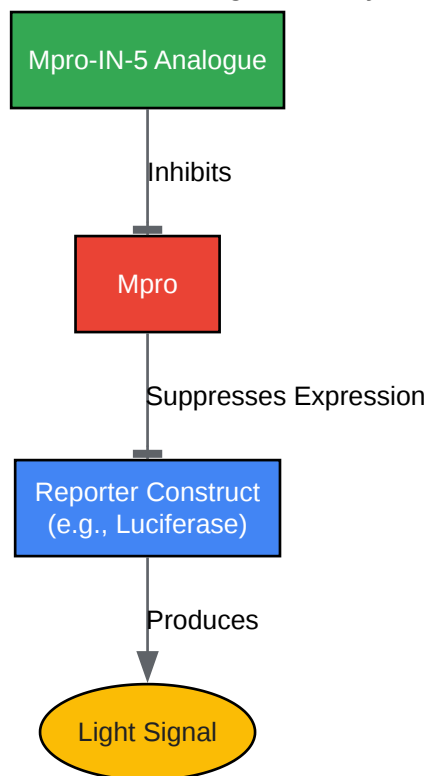 Mpro-IN-5 Analogue
Inhibits
Mpro
Suppresses Expression
Reporter Construct
(e.g., Luciferase)
Produces
Light Signal